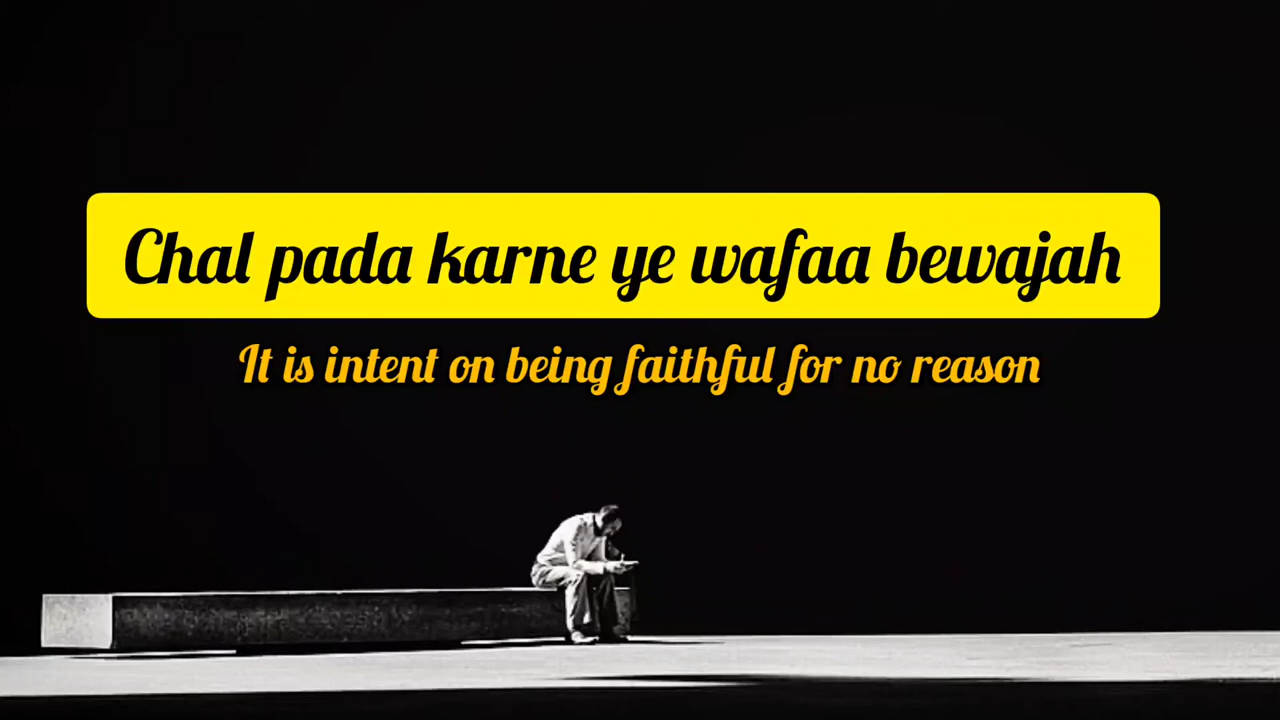 Chal pada karne ye wafaa bewajah
It is intent on being faithful for no reason